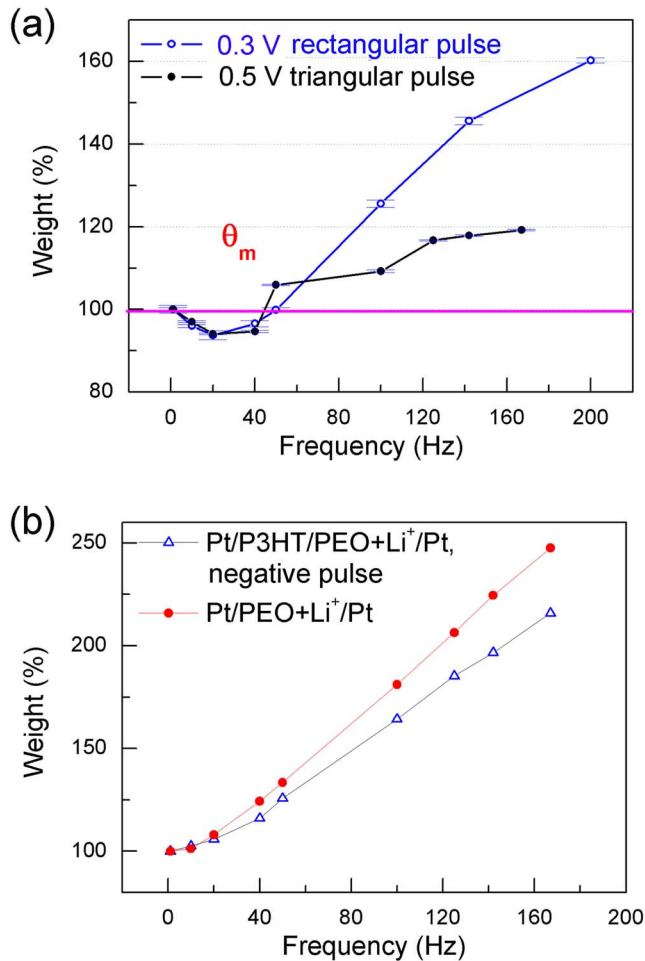 (a)
0.3 V rectangular pulse
0.5 V triangular pulse
160
140
120
100
80
Weight (%)
θm
0 40 80 120 160 200
Frequency (Hz)
(b)
Pt/P3HT/PEO+Li⁺/Pt,
negative pulse
Pt/PEO+Li⁺/Pt
250
200
150
100
Weight (%)
0 40 80 120 160 200
Frequency (Hz)